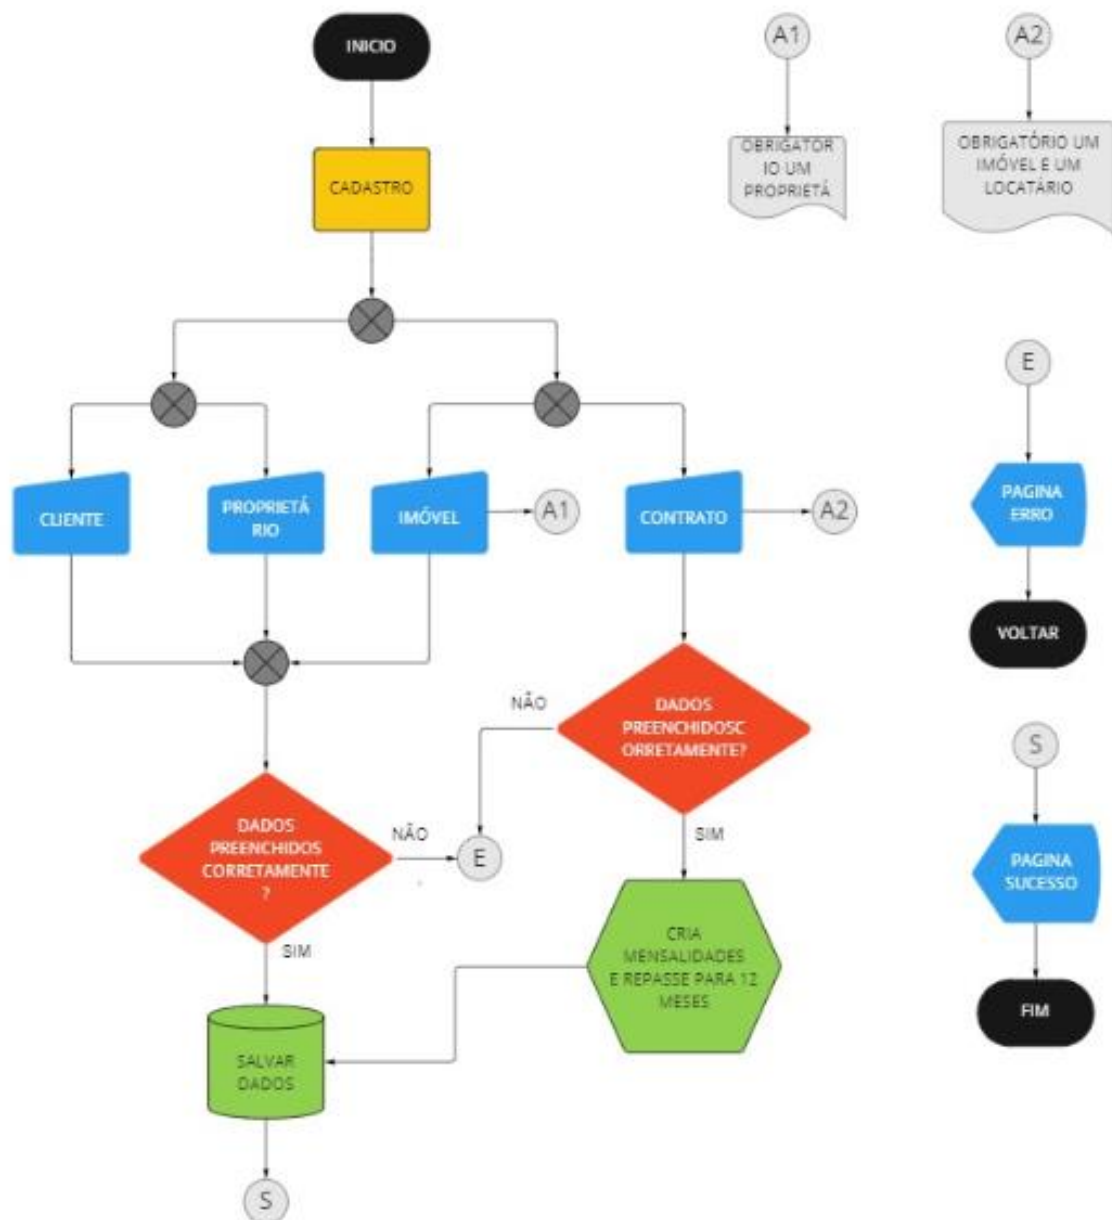 INICIO
A1
A2
OBRIGATÓR
IO UM
PROPRIETÁ
OBRIGATÓRIO UM
IMÓVEL E UM
LOCATÁRIO
CADASTRO
E
CLIENTE
PROPRIETÁ
RIO
IMÓVEL
A1
CONTRATO
A2
PAGINA
ERRO
VOLTAR
NÃO
DADOS
PREENCHIDOSC
ORRETAMENTE?
S
DADOS
PREENCHIDOS
CORRETAMENTE
?
NÃO
E
SIM
PAGINA
SUCESSO
SIM
CRIA
MENSALIDADES
E REPASSE PARA 12
MESES
FIM
SALVAR
DADOS
S